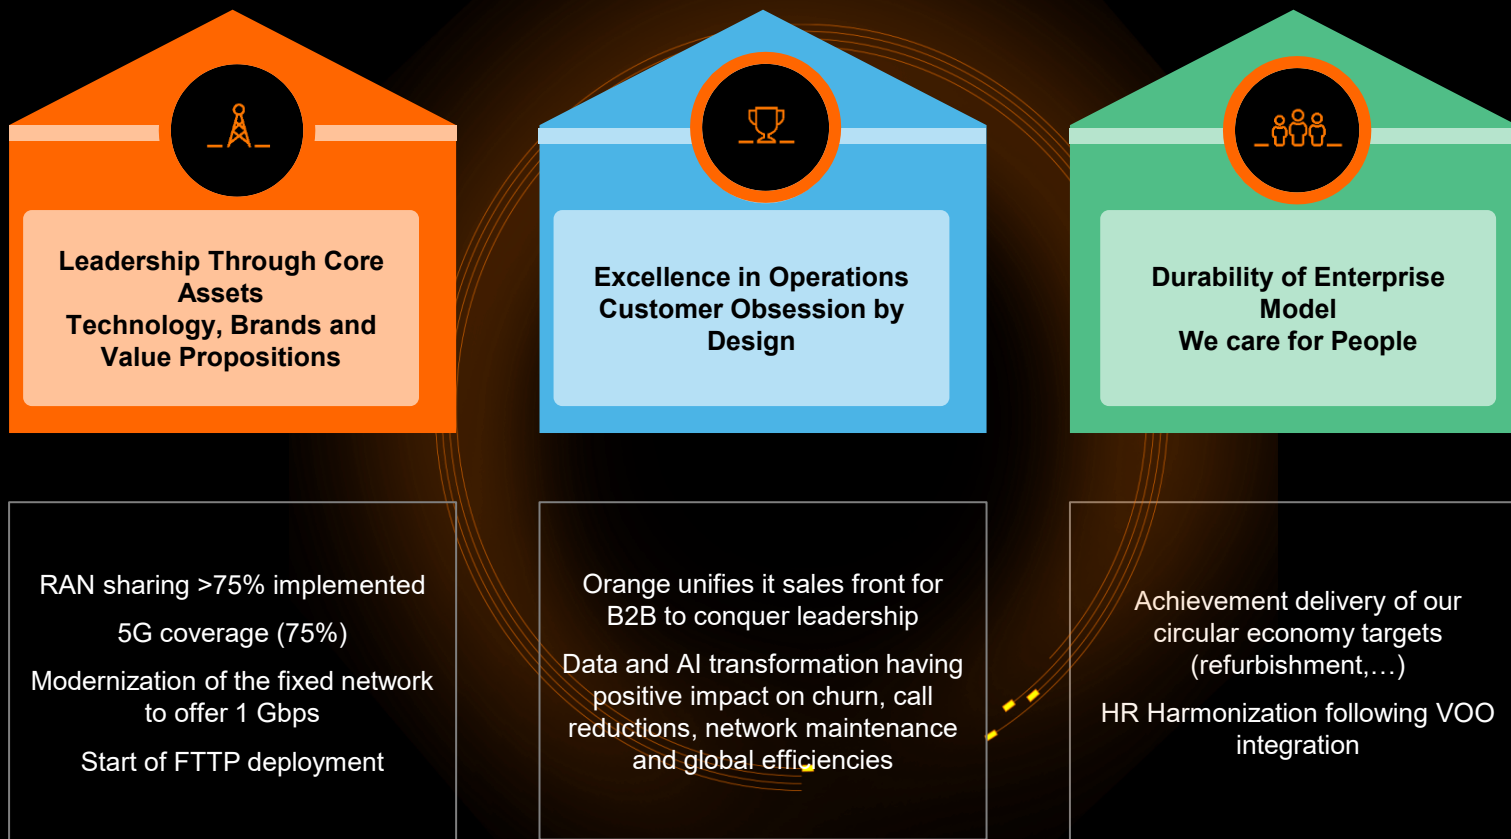 Leadership Through Core
Assets
Technology, Brands and
Value Propositions
Excellence in Operations
Customer Obsession by
Design
Durability of Enterprise
Model
We care for People
RAN sharing >75% implemented
5G coverage (75%)
Modernization of the fixed network
to offer 1 Gbps
Start of FTTP deployment
Orange unifies it sales front for
B2B to conquer leadership
Data and AI transformation having
positive impact on churn, call
reductions, network maintenance
and global efficiencies
Achievement delivery of our
circular economy targets
(refurbishment,…)
HR Harmonization following VOO
integration